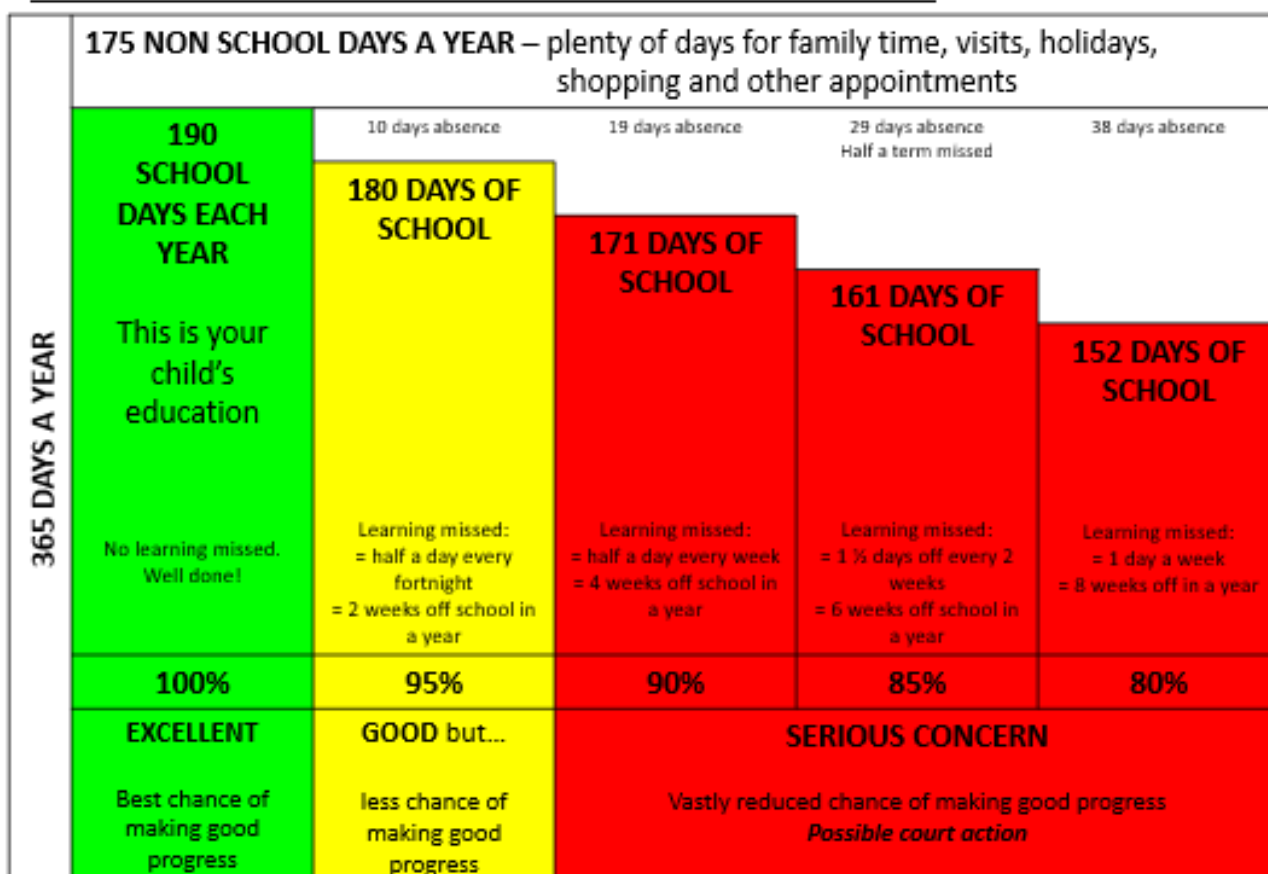 175 NON SCHOOL DAYS A YEAR – plenty of days for family time, visits, holidays,
shopping and other appointments
365 DAYS A YEAR
190
SCHOOL
DAYS EACH
YEAR
This is your
child's
education
No learning missed.
Well done!
100%
EXCELLENT
Best chance of
making good
progress
10 days absence
180 DAYS OF
SCHOOL
Learning missed:
= half a day every
fortnight
= 2 weeks off school in
a year
95%
GOOD but...
less chance of
making good
progress
19 days absence
171 DAYS OF
SCHOOL
Learning missed:
= half a day every week
= 4 weeks off school in
a year
90%
29 days absence
Half a term missed
161 DAYS OF
SCHOOL
Learning missed:
= 1 ½ days off every 2
weeks
= 6 weeks off school in
a year
85%
38 days absence
152 DAYS OF
SCHOOL
Learning missed:
= 1 day a week
= 8 weeks off in a year
80%
SERIOUS CONCERN
Vastly reduced chance of making good progress
Possible court action